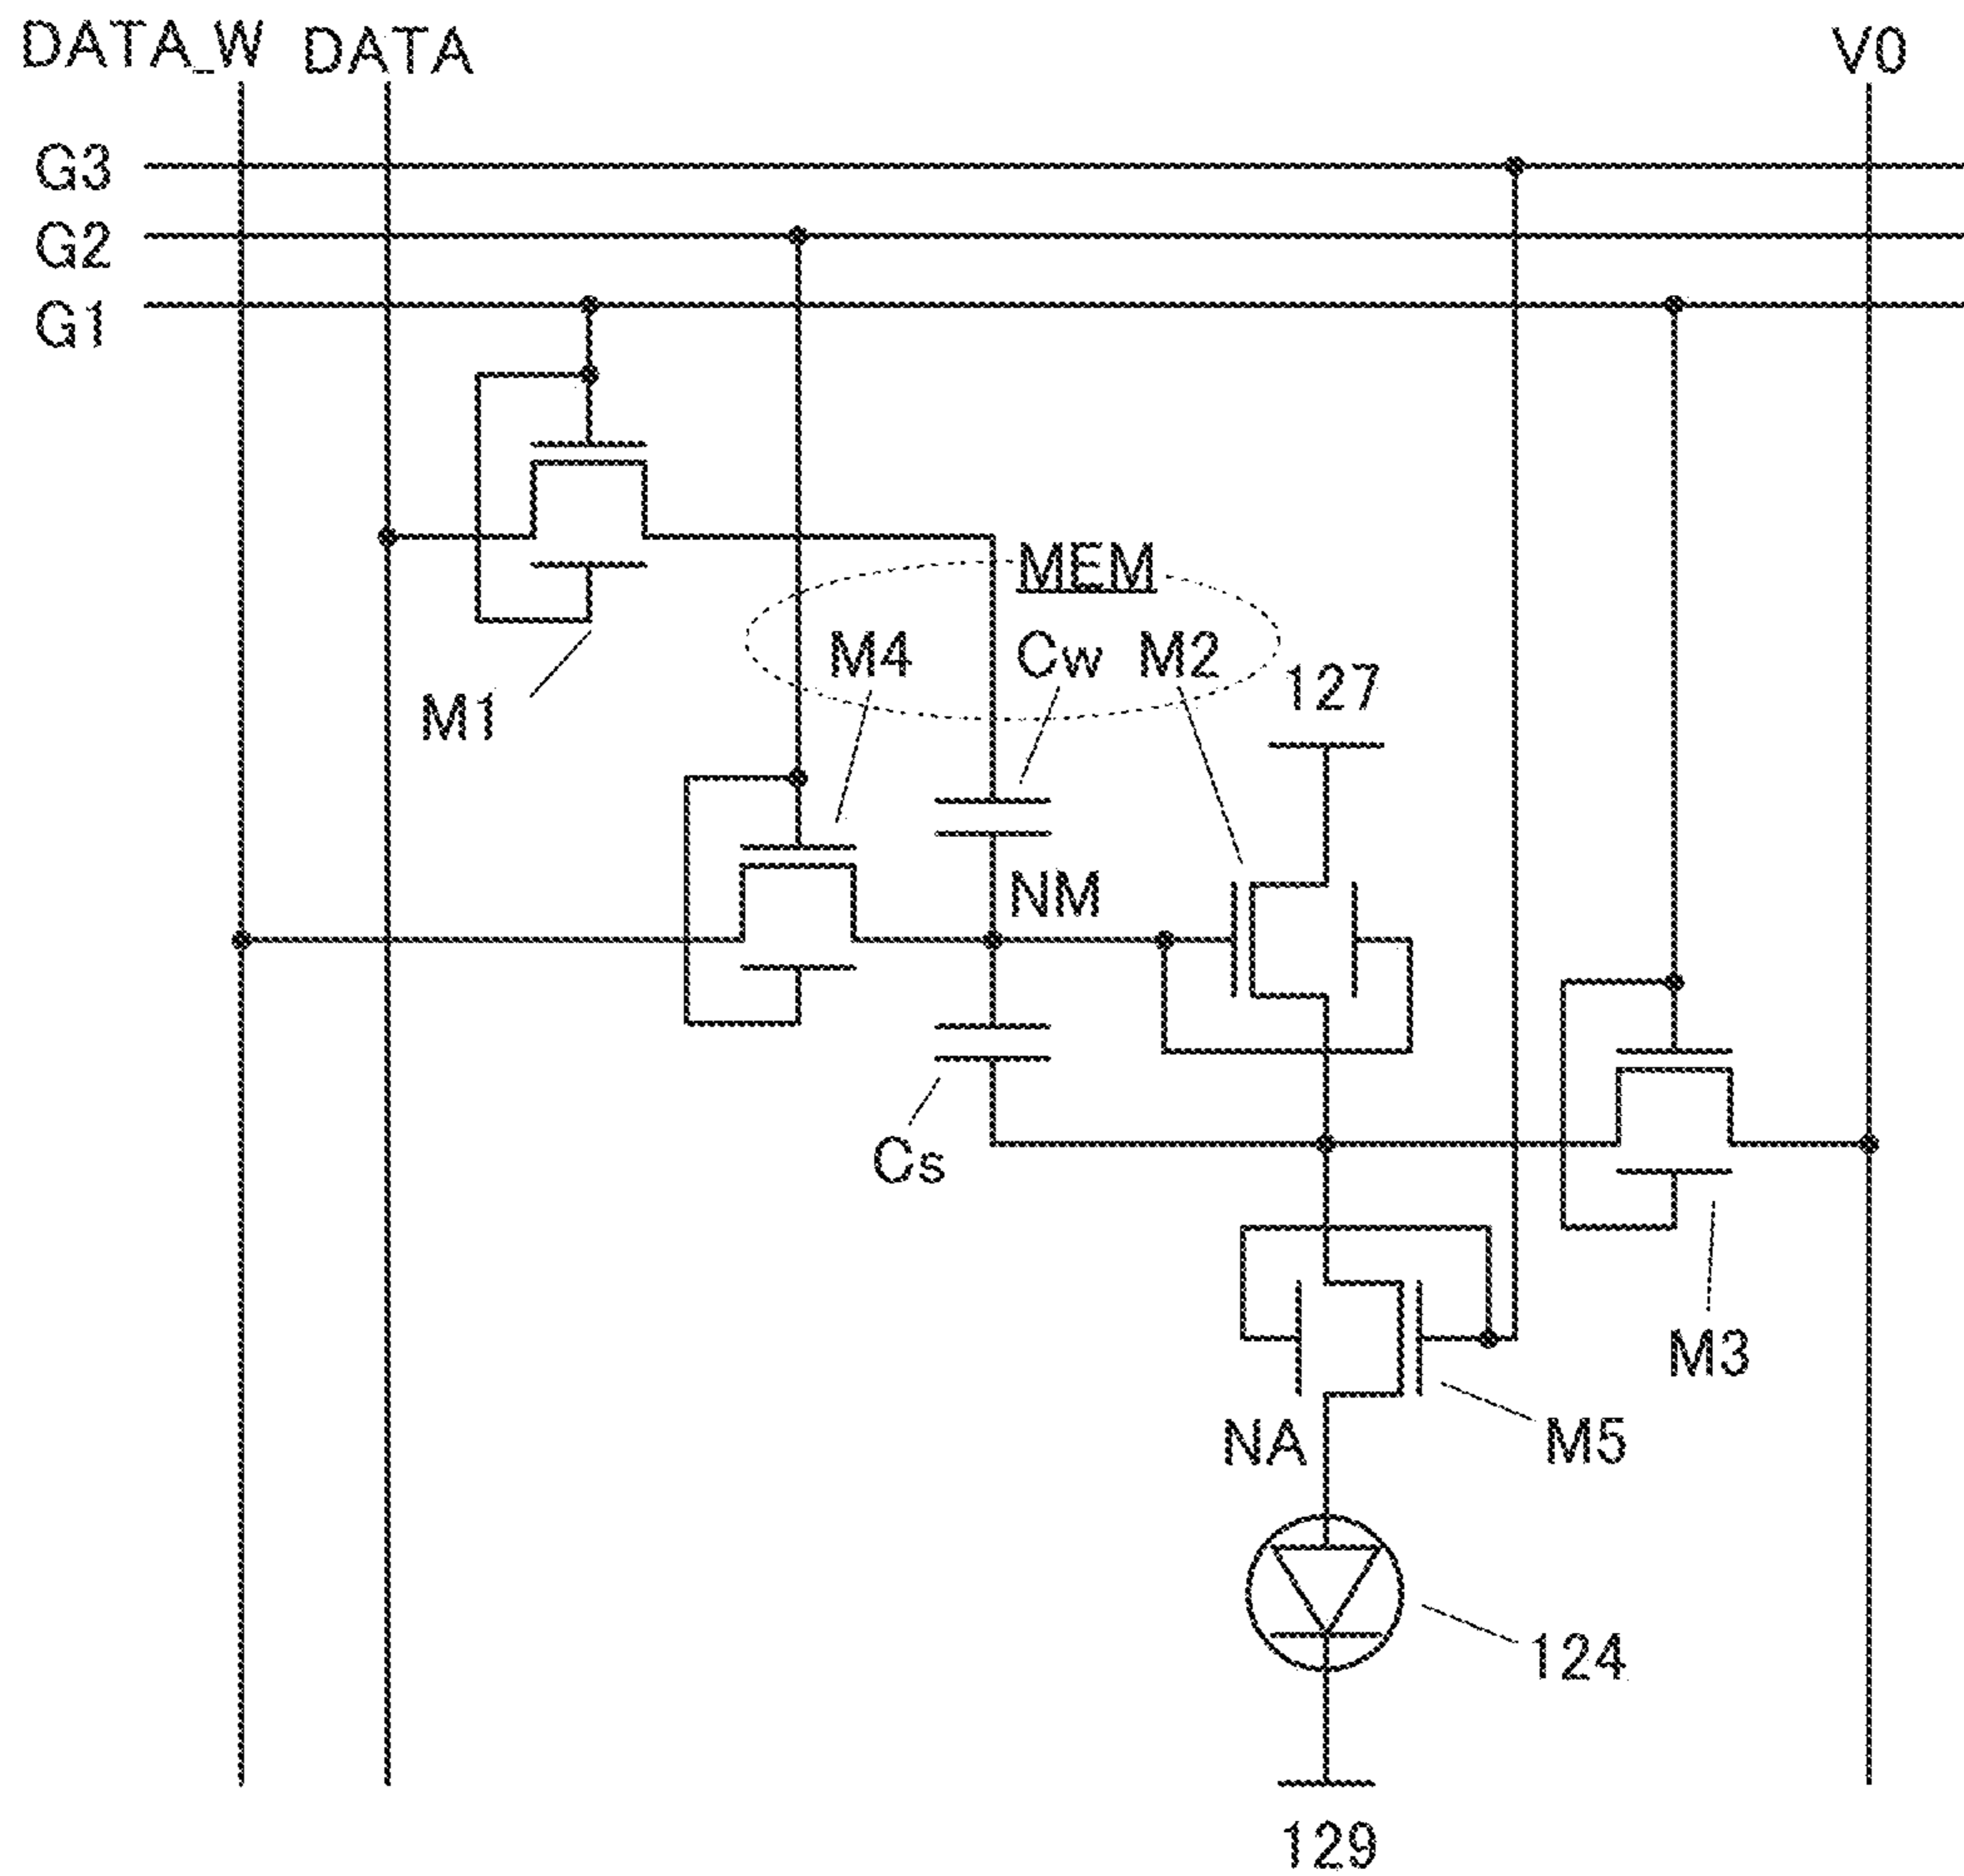 DATA_W DATA V0
G3
G2
G1
MEM
M4 Cw M2
127
M1
NM
Cs
M3
NA M5
124
129